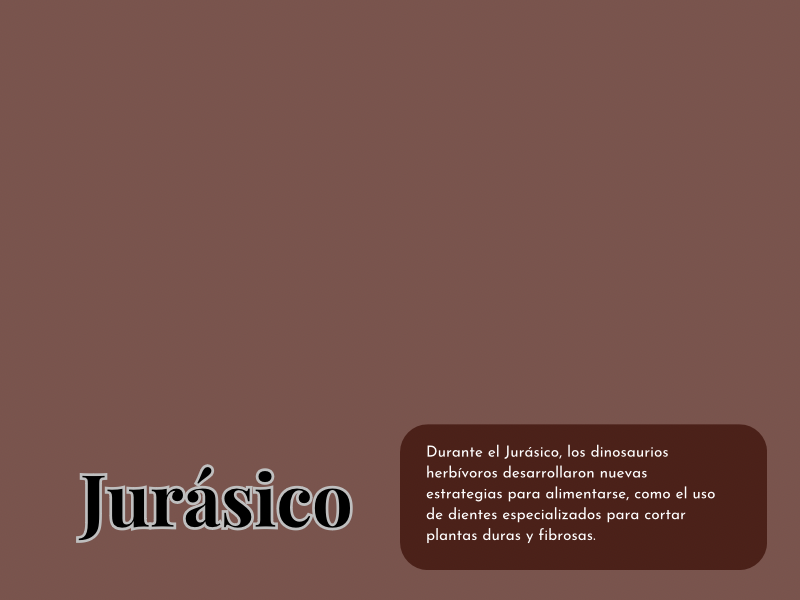 Jurásico
Durante el Jurásico, los dinosaurios
herbívoros desarrollaron nuevas
estrategias para alimentarse, como el uso
de dientes especializados para cortar
plantas duras y fibrosas.